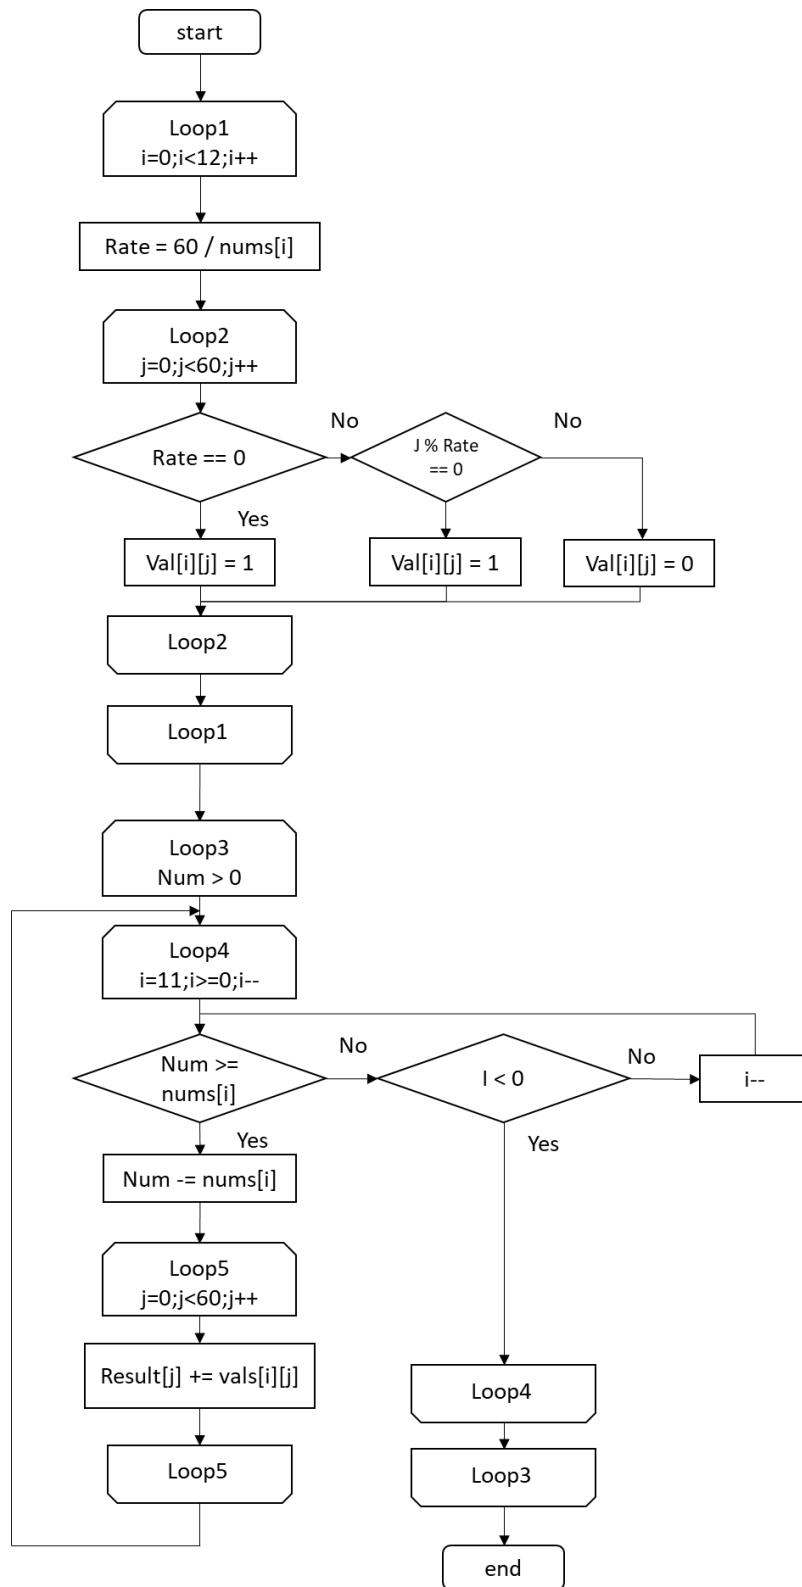 start
Loop1
i=0;i<12;i++
Rate = 60 / nums[i]
Loop2
j=0;j<60;j++
Rate == 0
No
J % Rate
== 0
No
Yes
Val[i][j] = 1
Val[i][j] = 1
Val[i][j] = 0
Loop2
Loop1
Loop3
Num > 0
Loop4
i=11;i>=0;i--
Num >=
nums[i]
No
I < 0
No
i--
Yes
Yes
Num -= nums[i]
Loop5
j=0;j<60;j++
Result[j] += vals[i][j]
Loop5
Loop4
Loop3
end